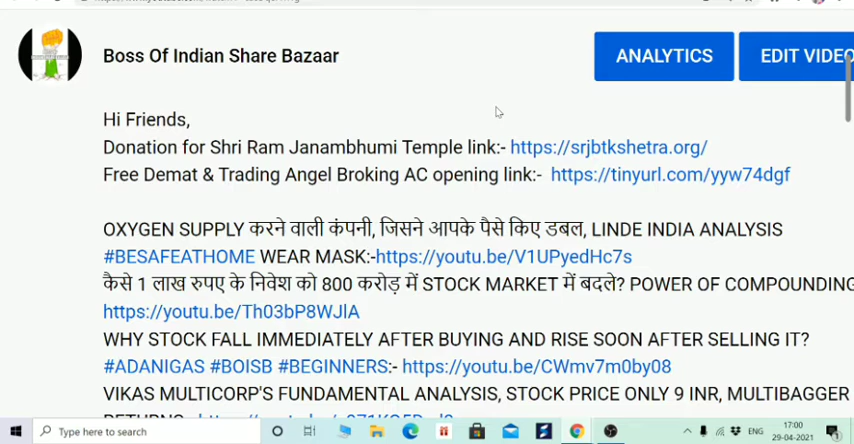 Boss Of Indian Share Bazaar
ANALYTICS
EDIT VIDEO
Hi Friends,
Donation for Shri Ram Janambhumi Temple link:- https://srjbtkshetra.org/
Free Demat & Trading Angel Broking AC opening link:- https://tinyurl.com/yyw74dgf
OXYGEN SUPPLY करने वाली कंपनी, जिसने आपके पैसे किए डबल, LINDE INDIA ANALYSIS
#BESAFEATHOME WEAR MASK:-https://youtu.be/V1UPyedHc7s
कैसे 1 लाख रुपए के निवेश को 800 करोड़ में STOCK MARKET में बदले? POWER OF COMPOUNDING
https://youtu.be/Th03bP8WJlA
WHY STOCK FALL IMMEDIATELY AFTER BUYING AND RISE SOON AFTER SELLING IT?
#ADANIGAS #BOISB #BEGINNERS:- https://youtu.be/CWmv7m0by08
VIKAS MULTICORP'S FUNDAMENTAL ANALYSIS, STOCK PRICE ONLY 9 INR, MULTIBAGGER
Type here to search
ENG
17:00
29-04-2021